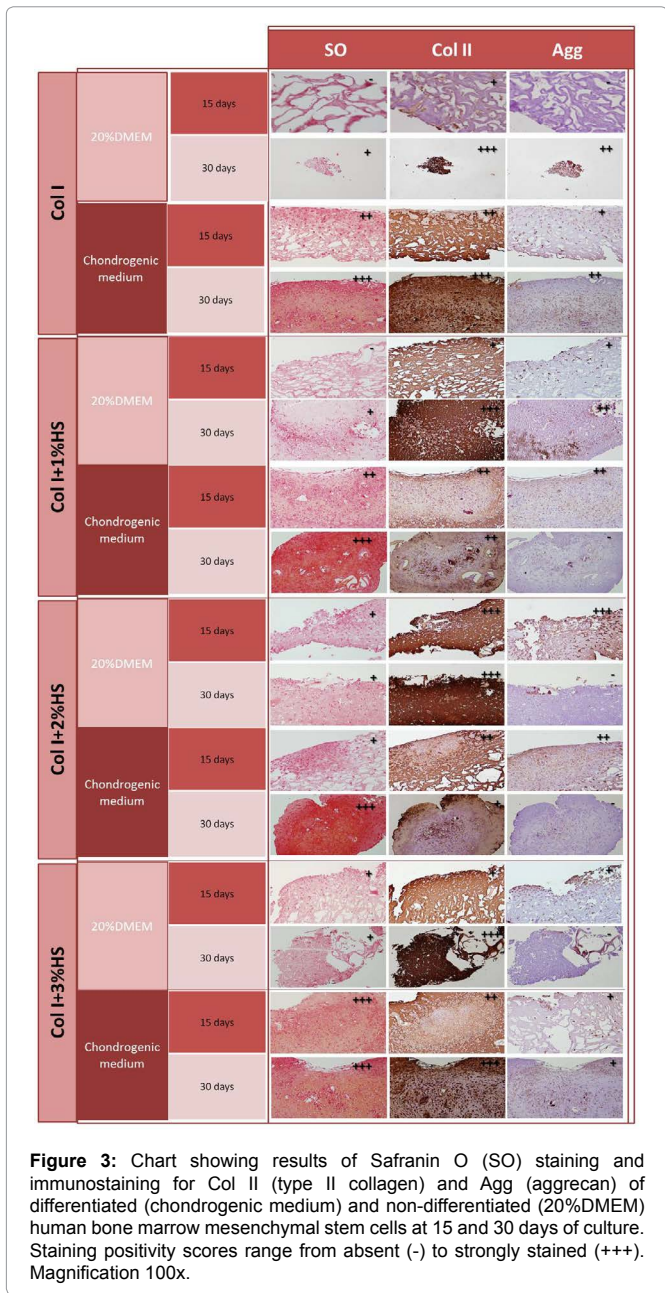 SO Col II Agg
Col I
20%DMEM
15 days - + -
30 days + +++ ++
Chondrogenic
medium
15 days ++ ++ +
30 days +++ +++ ++
Col I+1%HS
20%DMEM
15 days - + +
30 days + +++ ++
Chondrogenic
medium
15 days ++ ++ ++
30 days +++ ++ -
Col I+2%HS
20%DMEM
15 days + +++ +++
30 days + +++ -
Chondrogenic
medium
15 days + ++ ++
30 days +++ + -
Col I+3%HS
20%DMEM
15 days + + +
30 days + +++ -
Chondrogenic
medium
15 days +++ ++ +
30 days +++ +++ +
Figure 3: Chart showing results of Safranin O (SO) staining and
immunostaining for Col II (type II collagen) and Agg (aggrecan) of
differentiated (chondrogenic medium) and non-differentiated (20%DMEM)
human bone marrow mesenchymal stem cells at 15 and 30 days of culture.
Staining positivity scores range from absent (-) to strongly stained (+++).
Magnification 100x.